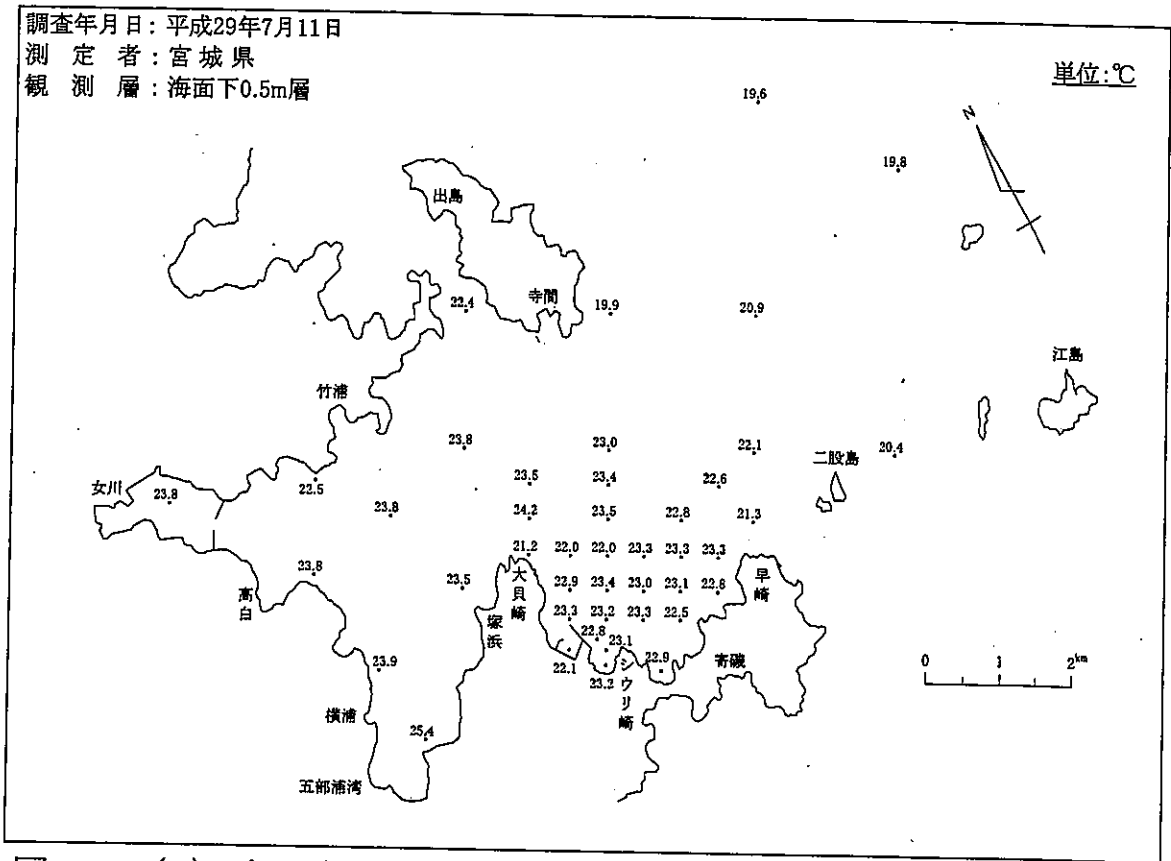 調査年月日：平成29年7月11日
測 定 者：宮 城 県
観 測 層：海面下0.5m層
単位：℃
19.6
N
19.8
出島
22.4
寺間
19.9
20.9
江島
竹浦
23.8
23.0
22.1
20.4
二股島
女川
23.8
22.5
23.5
23.4
22.6
23.8
24.2
23.5
22.8
21.3
21.2
22.0
22.0
23.3
23.3
23.3
23.8
23.5
大貝崎
22.9
23.4
23.0
23.1
22.8
早崎
高白
塚浜
23.3
23.2
23.3
22.5
22.8
23.1
23.9
22.1
23.2
シウリ崎
22.9
寄磯
0 1 2km
横浦
25.4
五部浦湾